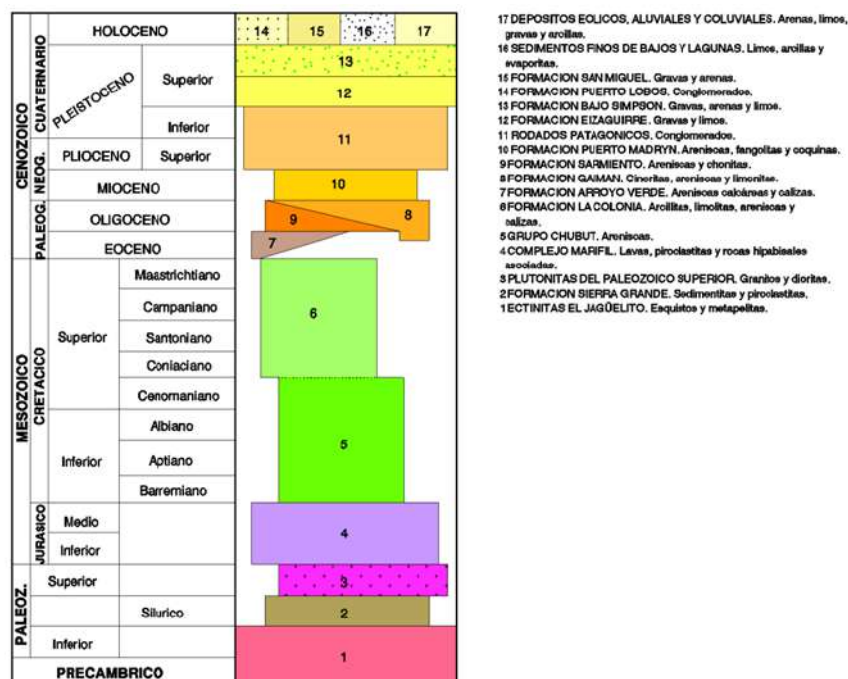 HOLOCENO
14
15
16
17
CENOZOICO
CUATERNARIO
PLEISTOCENO
Superior
13
12
Inferior
11
NEOG.
PLIOCENO
Superior
MIOCENO
10
PALEOG.
OLIGOCENO
9
8
EOCENO
7
MESOZOICO
CRETACICO
Superior
Maastrichtiano
Campaniano
Santoniano
Coniaciano
Cenomaniano
6
Inferior
Albiano
Aptiano
Barremiano
5
JURASICO
Medio
Inferior
4
PALEOZ.
Superior
3
Silurico
2
Inferior
1
PRECAMBRICO
17 DEPOSITOS EOLICOS, ALUVIALES Y COLUVIALES. Arenas, limos,
gravas y arcillas.
16 SEDIMENTOS FINOS DE BAJOS Y LAGUNAS. Limos, arcillas y
evaporitas.
15 FORMACION SAN MIGUEL. Gravas y arenas.
14 FORMACION PUERTO LOBOS. Conglomerados.
13 FORMACION BAJO SIMPSON. Gravas, arenas y limos.
12 FORMACION EIZAGUIRRE. Gravas y limos.
11 RODADOS PATAGONICOS. Conglomerados.
10 FORMACION PUERTO MADRYN. Areniscas, fangolitas y coquinas.
9 FORMACION SARMIENTO. Areniscas y chonitas.
8 FORMACION GAIMAN. Cineritas, areniscas y limonitas.
7 FORMACION ARROYO VERDE. Areniscas calcáreas y calizas.
6 FORMACION LA COLONIA. Arcillitas, limolitas, areniscas y
calizas.
5 GRUPO CHUBUT. Areniscas.
4 COMPLEJO MARIFIL. Lavas, piroclastitas y rocas hipabisales
asociadas.
3 PLUTONITAS DEL PALEOZOICO SUPERIOR. Granitos y dioritas.
2 FORMACION SIERRA GRANDE. Sedimentitas y piroclastitas.
1 ECTINITAS EL JAGÜELITO. Esquistos y metapelitas.